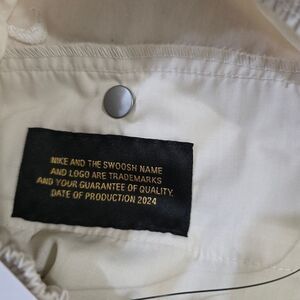 NIKE AND THE SWOOSH NAME
AND LOGO ARE TRADEMARKS
AND YOUR GUARANTEE OF QUALITY.
DATE OF PRODUCTION 2024